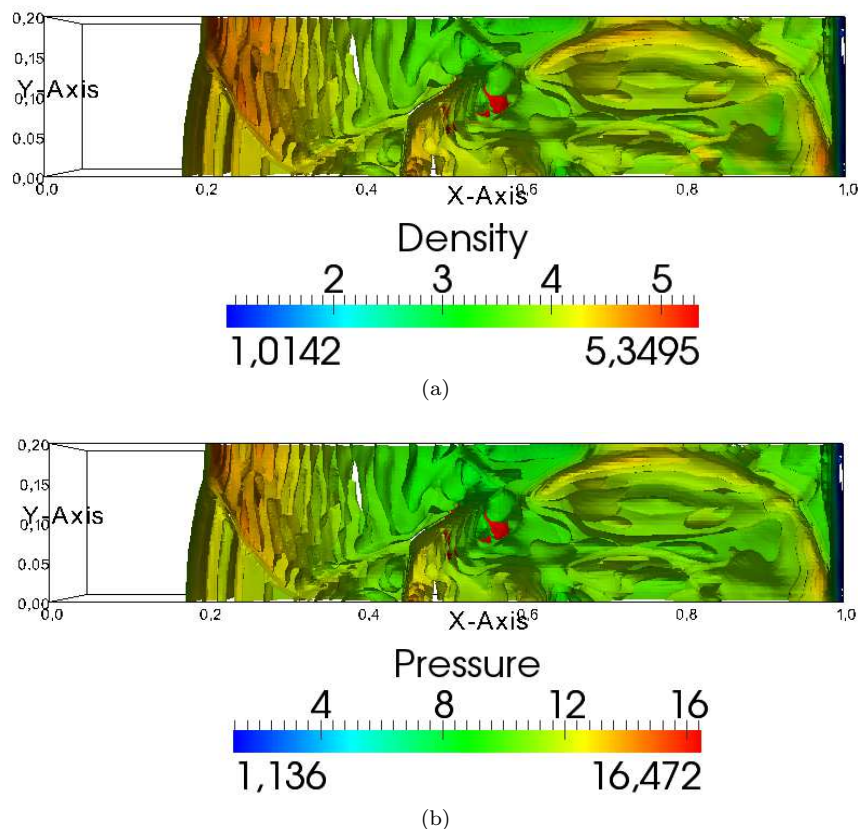 0,20
0,15
Y-Axis
0,10
0.05
0,00
0,0 0,2 0,4 0,6 0,8 1,0
X-Axis
Density
2 3 4 5
1,0142 5,3495
(a)
0,20
0,15
Y-Axis
0,10
0.05
0,00
0,0 0,2 0,4 0,6 0,8 1,0
X-Axis
Pressure
4 8 12 16
1,136 16,472
(b)